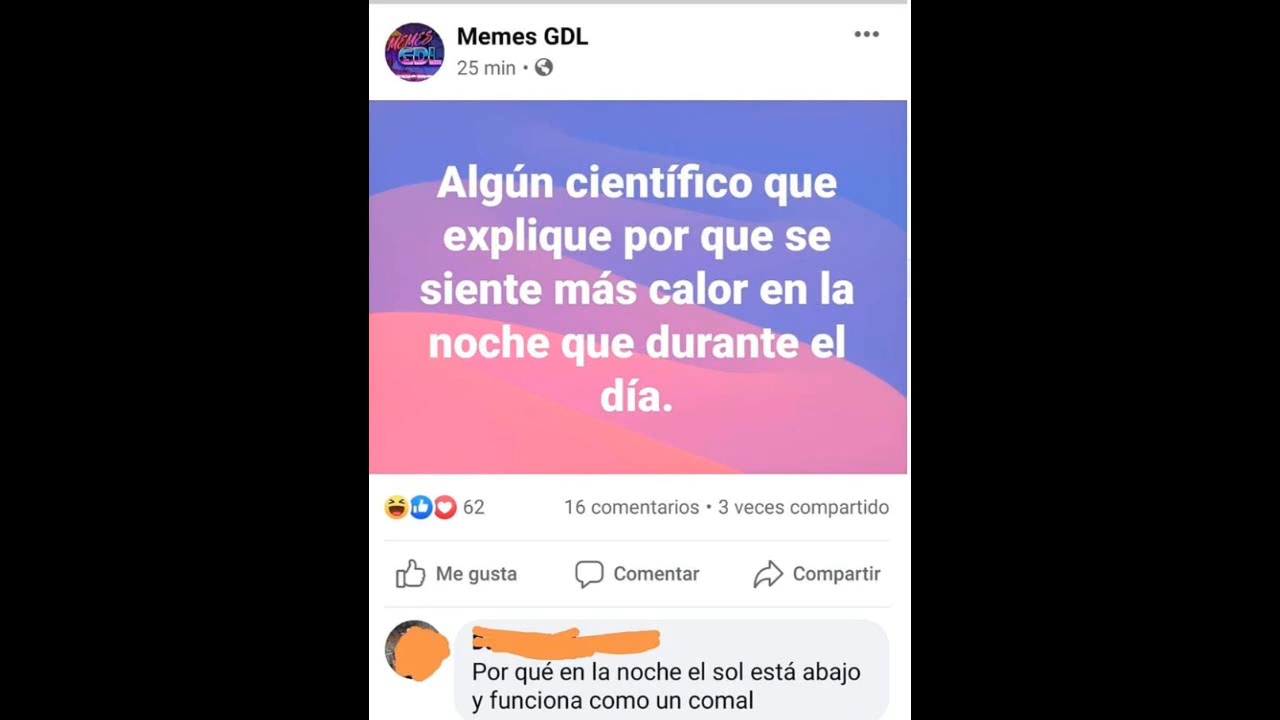 MEMES
GDL
Memes GDL
25 min •
Algún científico que
explique por que se
siente más calor en la
noche que durante el
día.
62
16 comentarios • 3 veces compartido
Me gusta
Comentar
Compartir
Por qué en la noche el sol está abajo
y funciona como un comal